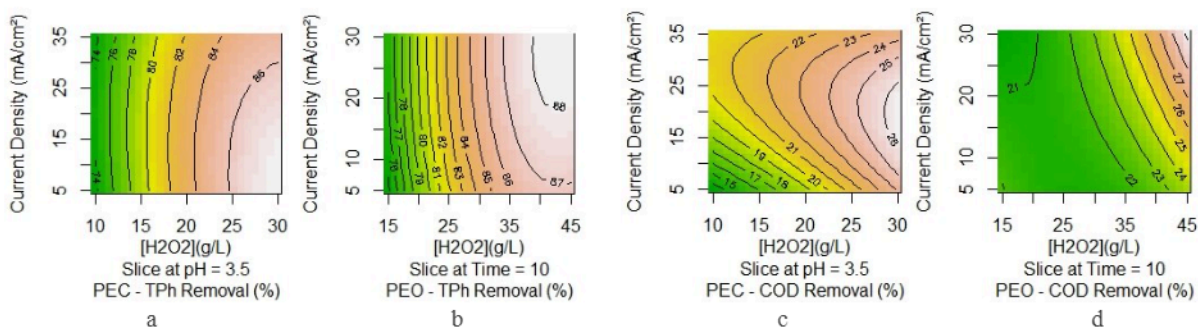 Current Density (mA/cm²)
35
25
15
5
74 76 78 80 82 84 86
74
10 15 20 25 30
[H2O2](g/L)
Slice at pH = 3.5
PEC - TPh Removal (%)
a
Current Density (mA/cm²)
30
20
10
5
76 77 78 79 80 81 82 83 84 85 86 87 88
15 25 35 45
[H2O2](g/L)
Slice at Time = 10
PEO - TPh Removal (%)
b
Current Density (mA/cm²)
35
25
15
5
22 23 24 25 26
15 17 18 19 20 21
10 15 20 25 30
[H2O2](g/L)
Slice at pH = 3.5
PEC - COD Removal (%)
c
Current Density (mA/cm²)
30
20
10
5
21 22 23 24 25 26 27
15 25 35 45
[H2O2](g/L)
Slice at Time = 10
PEO - COD Removal (%)
d